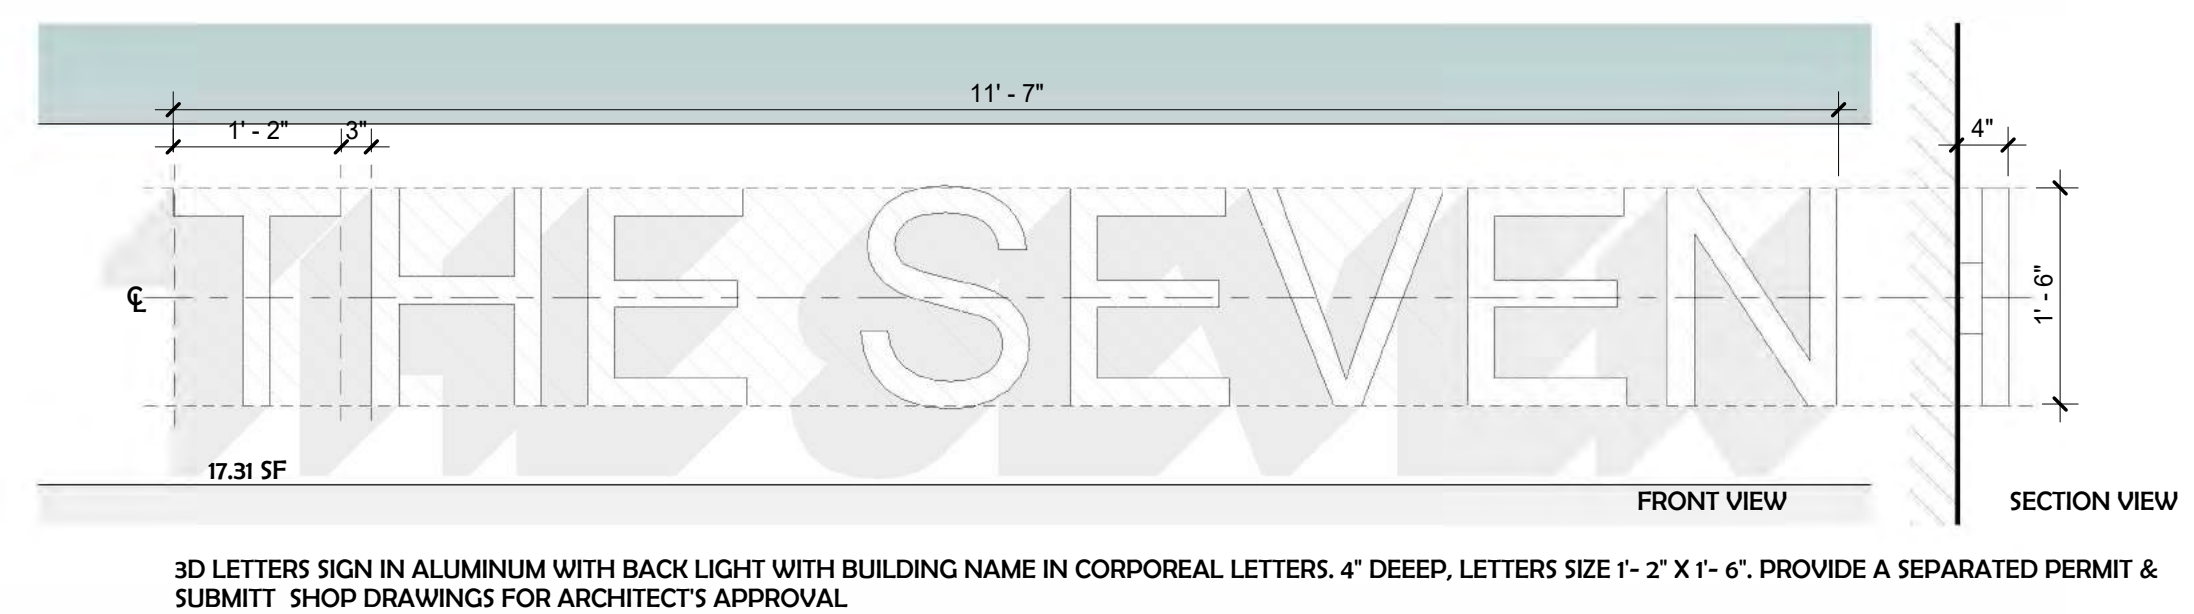 11' - 7"
1' - 2" 3"
4"
THE SEVEN
℄
1' - 6"
17.31 SF
FRONT VIEW
SECTION VIEW
3D LETTERS SIGN IN ALUMINUM WITH BACK LIGHT WITH BUILDING NAME IN CORPOREAL LETTERS. 4" DEEEP, LETTERS SIZE 1'- 2" X 1'- 6". PROVIDE A SEPARATED PERMIT &
SUBMITT SHOP DRAWINGS FOR ARCHITECT'S APPROVAL